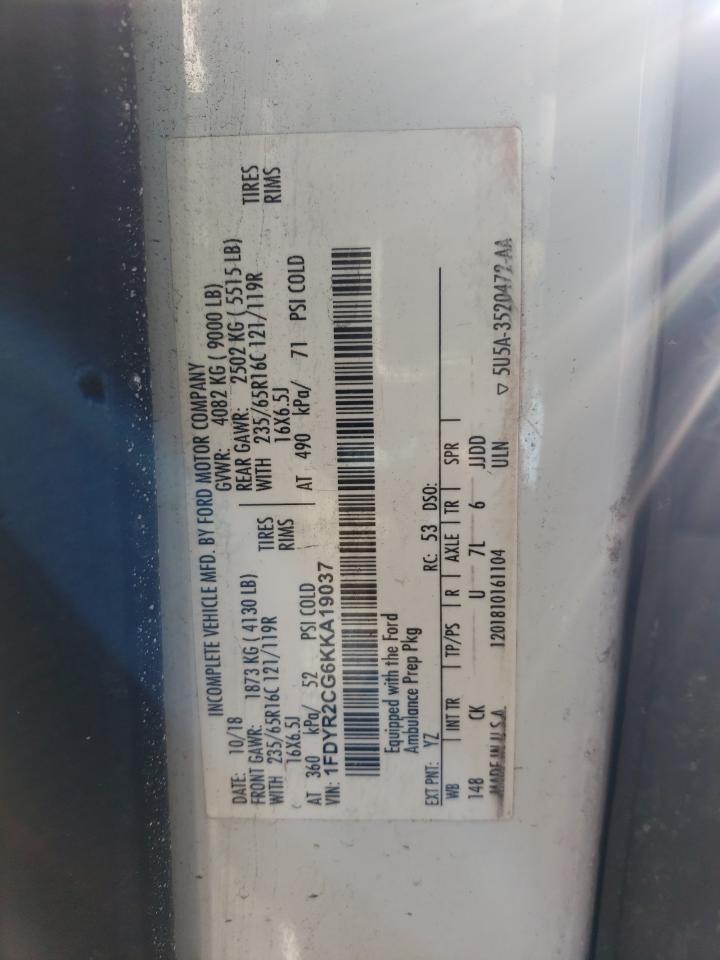 INCOMPLETE VEHICLE MFD. BY FORD MOTOR COMPANY
DATE: 10/18 GVWR: 4082 KG ( 9000 LB)
FRONT GAWR: 1873 KG ( 4130 LB) REAR GAWR: 2502 KG ( 5515 LB)
WITH 235/65R16C 121/119R TIRES WITH 235/65R16C 121/119R TIRES
16X6.5J RIMS 16X6.5J RIMS
AT 360 kPa/ 52 PSI COLD AT 490 kPa/ 71 PSI COLD
VIN: 1FDYR2CG6KKA19037
Equipped with the Ford
Ambulance Prep Pkg
EXT PNT: YZ RC: 53 DSO:
WB INT TR TP/PS R AXLE TR SPR
148 CK U 7L 6 JJDD
MADE IN U.S.A 1201810161104 ULN
▽ 5U5A-3520472-AA